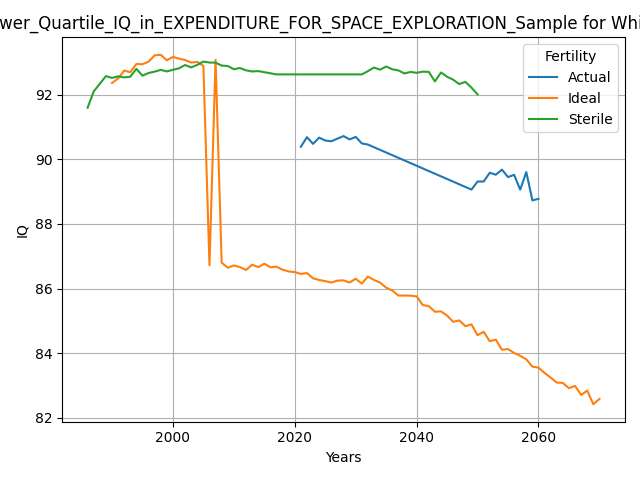 wer_Quartile_IQ_in_EXPENDITURE_FOR_SPACE_EXPLORATION_Sample for Whi
Fertility
Actual
Ideal
Sterile
IQ
92
90
88
86
84
82
2000
2020
2040
2060
Years